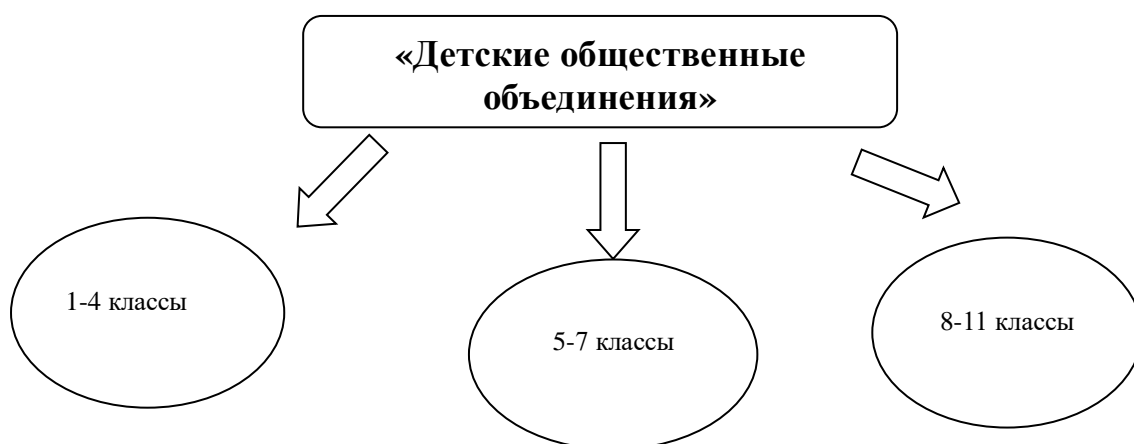 «Детские общественные
объединения»
1-4 классы
5-7 классы
8-11 классы